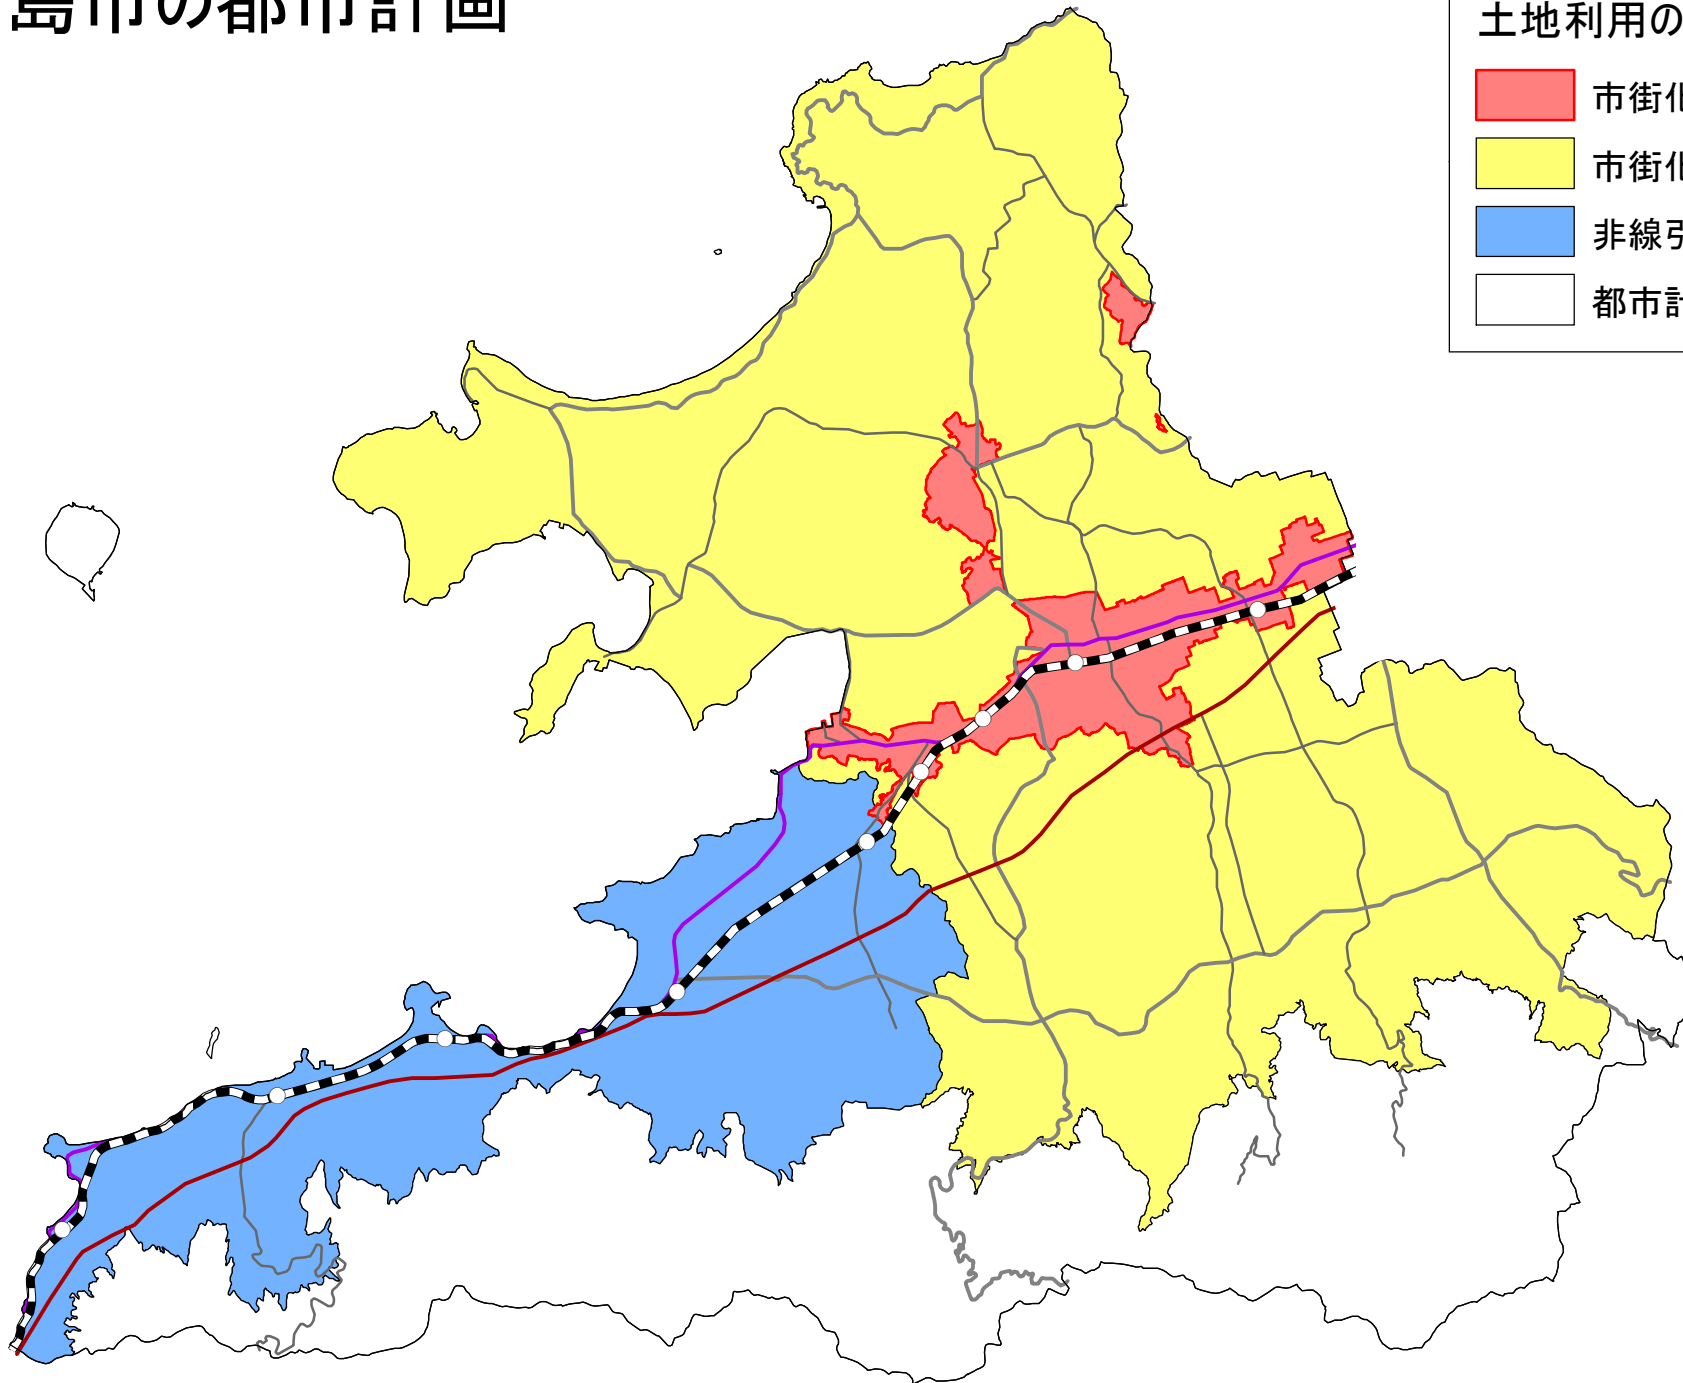 島市の都市計画
土地利用の
市街化
市街化
非線引
都市計